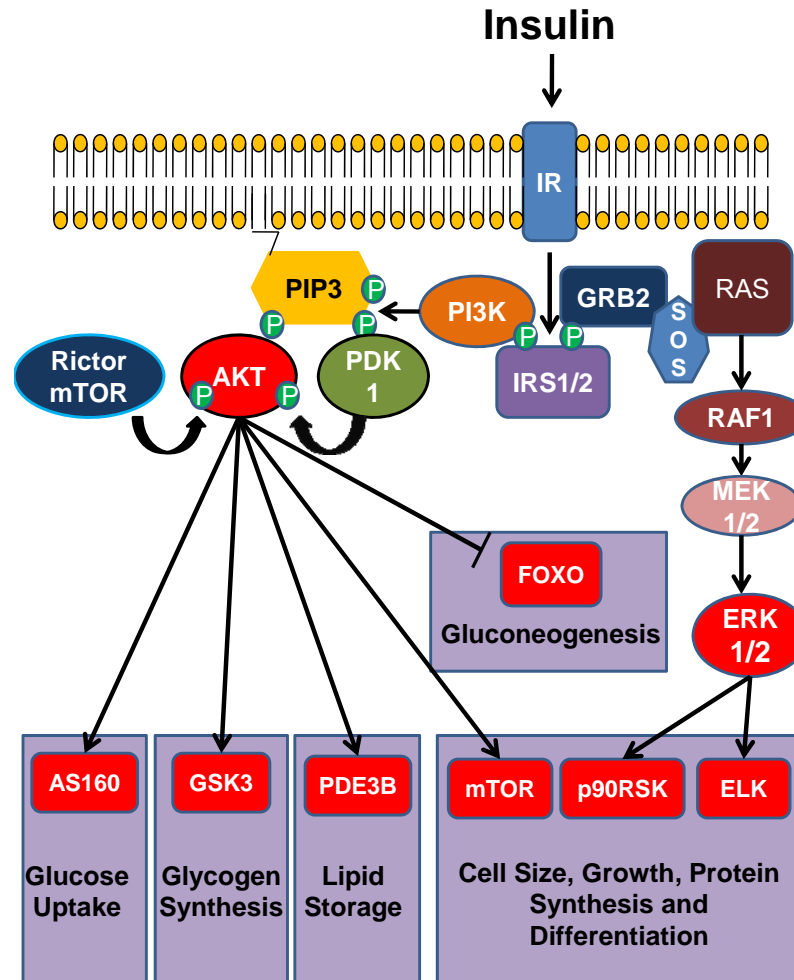 Insulin
IR
PIP3
P
P
P
PI3K
P
P
GRB2
S
O
S
RAS
Rictor
mTOR
AKT
P
P
PDK
1
IRS1/2
RAF1
MEK
1/2
FOXO
Gluconeogenesis
ERK
1/2
AS160
GSK3
PDE3B
mTOR
p90RSK
ELK
Glucose
Uptake
Glycogen
Synthesis
Lipid
Storage
Cell Size, Growth, Protein
Synthesis and
Differentiation